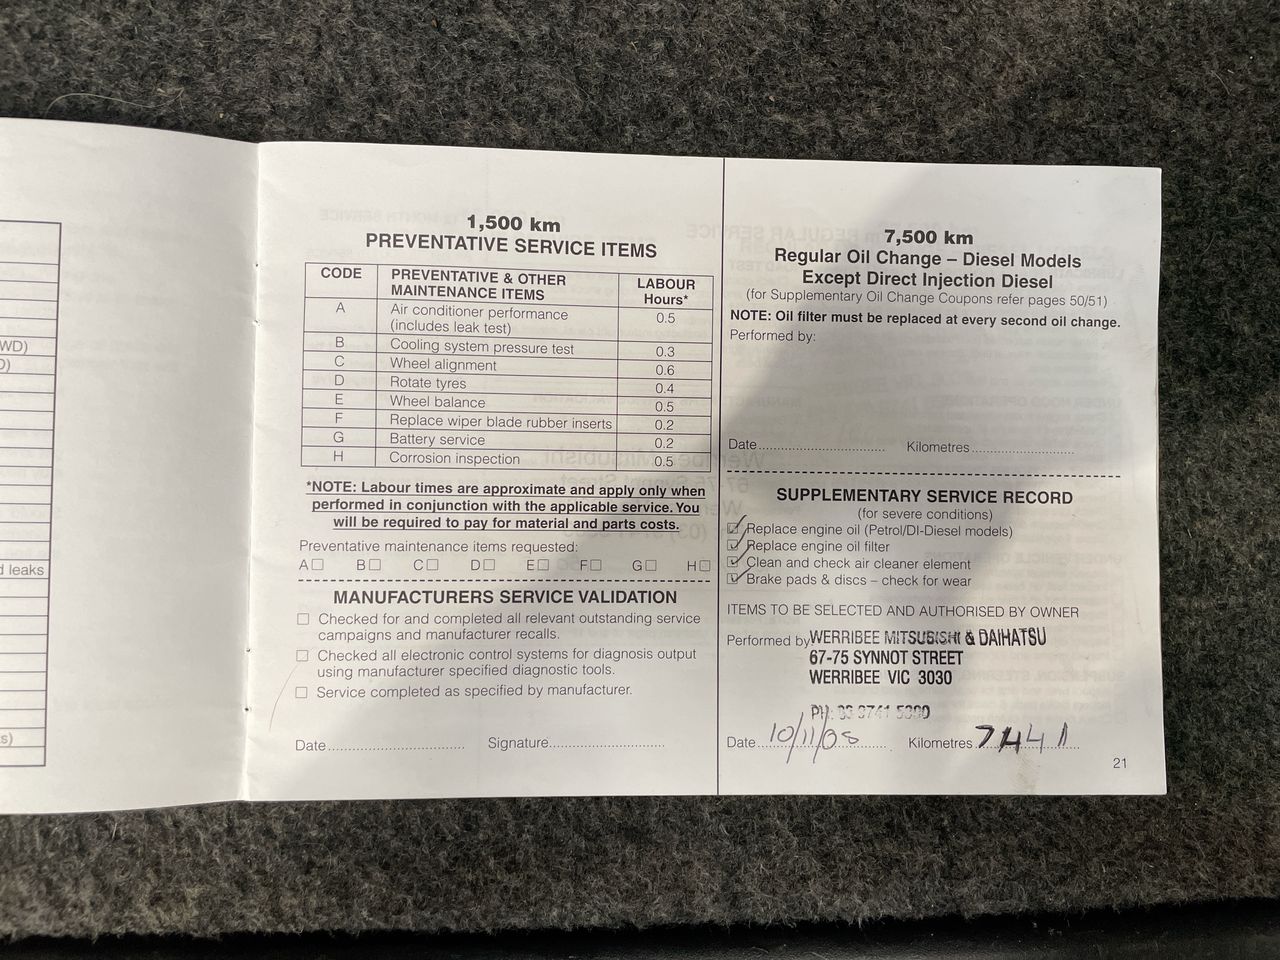 WD)
D)
d leaks
s)
1,500 km
PREVENTATIVE SERVICE ITEMS
CODE PREVENTATIVE & OTHER MAINTENANCE ITEMS LABOUR Hours*
A Air conditioner performance (includes leak test) 0.5
B Cooling system pressure test 0.3
C Wheel alignment 0.6
D Rotate tyres 0.4
E Wheel balance 0.5
F Replace wiper blade rubber inserts 0.2
G Battery service 0.2
H Corrosion inspection 0.5
*NOTE: Labour times are approximate and apply only when
performed in conjunction with the applicable service. You
will be required to pay for material and parts costs.
Preventative maintenance items requested:
A☐ B☐ C☐ D☐ E☐ F☐ G☐ H☐
MANUFACTURERS SERVICE VALIDATION
☐ Checked for and completed all relevant outstanding service
campaigns and manufacturer recalls.
☐ Checked all electronic control systems for diagnosis output
using manufacturer specified diagnostic tools.
☐ Service completed as specified by manufacturer.
Date.......................... Signature..........................
7,500 km
Regular Oil Change – Diesel Models
Except Direct Injection Diesel
(for Supplementary Oil Change Coupons refer pages 50/51)
NOTE: Oil filter must be replaced at every second oil change.
Performed by:
Date.......................... Kilometres..........................
SUPPLEMENTARY SERVICE RECORD
(for severe conditions)
☑ Replace engine oil (Petrol/DI-Diesel models)
☑ Replace engine oil filter
☑ Clean and check air cleaner element
☑ Brake pads & discs – check for wear
ITEMS TO BE SELECTED AND AUTHORISED BY OWNER
Performed by WERRIBEE MITSUBISHI & DAIHATSU
67-75 SYNNOT STREET
WERRIBEE VIC 3030
PH: 03 9741
Date 10/11/05 Kilometres 7441
21